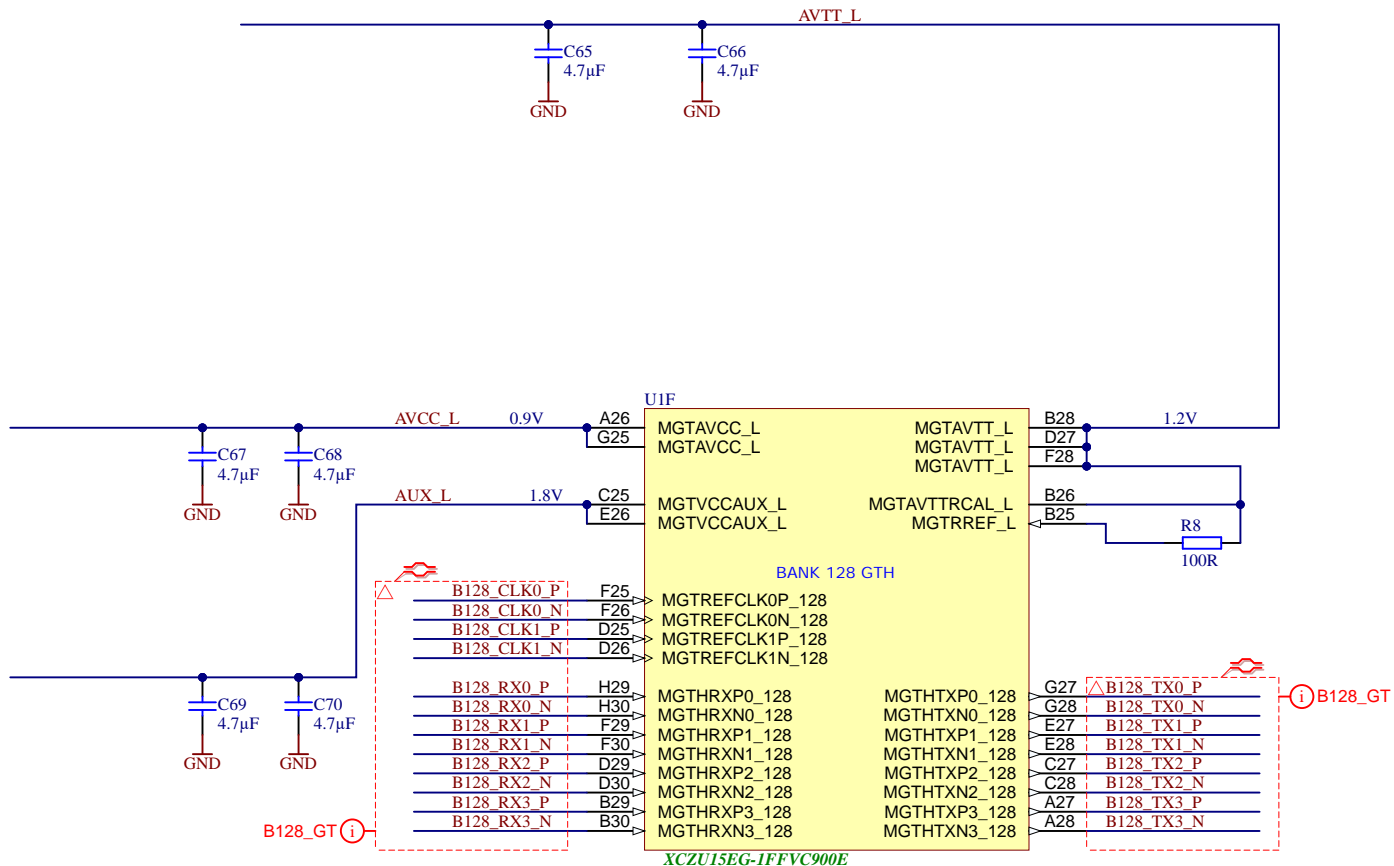 AVTT_L
C65
4.7µF
GND
C66
4.7µF
GND
U1F
AVCC_L
0.9V
A26
G25
MGTAVCC_L
MGTAVCC_L
C67
4.7µF
GND
C68
4.7µF
GND
AUX_L
1.8V
C25
E26
MGTVCCAUX_L
MGTVCCAUX_L
MGTAVTT_L
MGTAVTT_L
MGTAVTT_L
B28
D27
F28
1.2V
MGTAVTTRCAL_L
MGTRREF_L
B26
B25
R8
100R
BANK 128 GTH
B128_CLK0_P F25 MGTREFCLK0P_128
B128_CLK0_N F26 MGTREFCLK0N_128
B128_CLK1_P D25 MGTREFCLK1P_128
B128_CLK1_N D26 MGTREFCLK1N_128
C69
4.7µF
GND
C70
4.7µF
GND
B128_RX0_P H29 MGTHRXP0_128
B128_RX0_N H30 MGTHRXN0_128
B128_RX1_P F29 MGTHRXP1_128
B128_RX1_N F30 MGTHRXN1_128
B128_RX2_P D29 MGTHRXP2_128
B128_RX2_N D30 MGTHRXN2_128
B128_RX3_P B29 MGTHRXP3_128
B128_RX3_N B30 MGTHRXN3_128
B128_GT i
MGTHTXP0_128 G27 B128_TX0_P
MGTHTXN0_128 G28 B128_TX0_N
MGTHTXP1_128 E27 B128_TX1_P
MGTHTXN1_128 E28 B128_TX1_N
MGTHTXP2_128 C27 B128_TX2_P
MGTHTXN2_128 C28 B128_TX2_N
MGTHTXP3_128 A27 B128_TX3_P
MGTHTXN3_128 A28 B128_TX3_N
i B128_GT
XCZU15EG-1FFVC900E